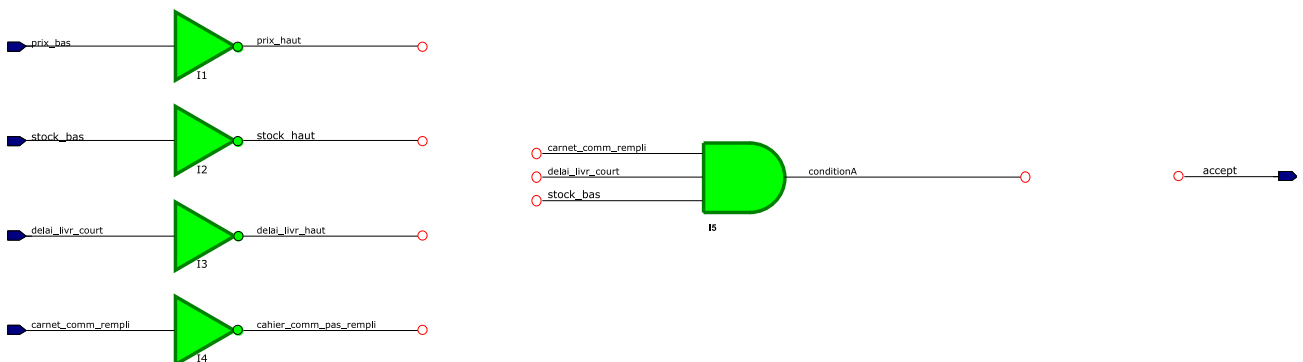 prix_bas
prix_haut
I1
stock_bas
stock_haut
I2
delai_livr_court
delai_livr_haut
I3
carnet_comm_rempli
cahier_comm_pas_rempli
I4
carnet_comm_rempli
delai_livr_court
stock_bas
conditionA
I5
accept